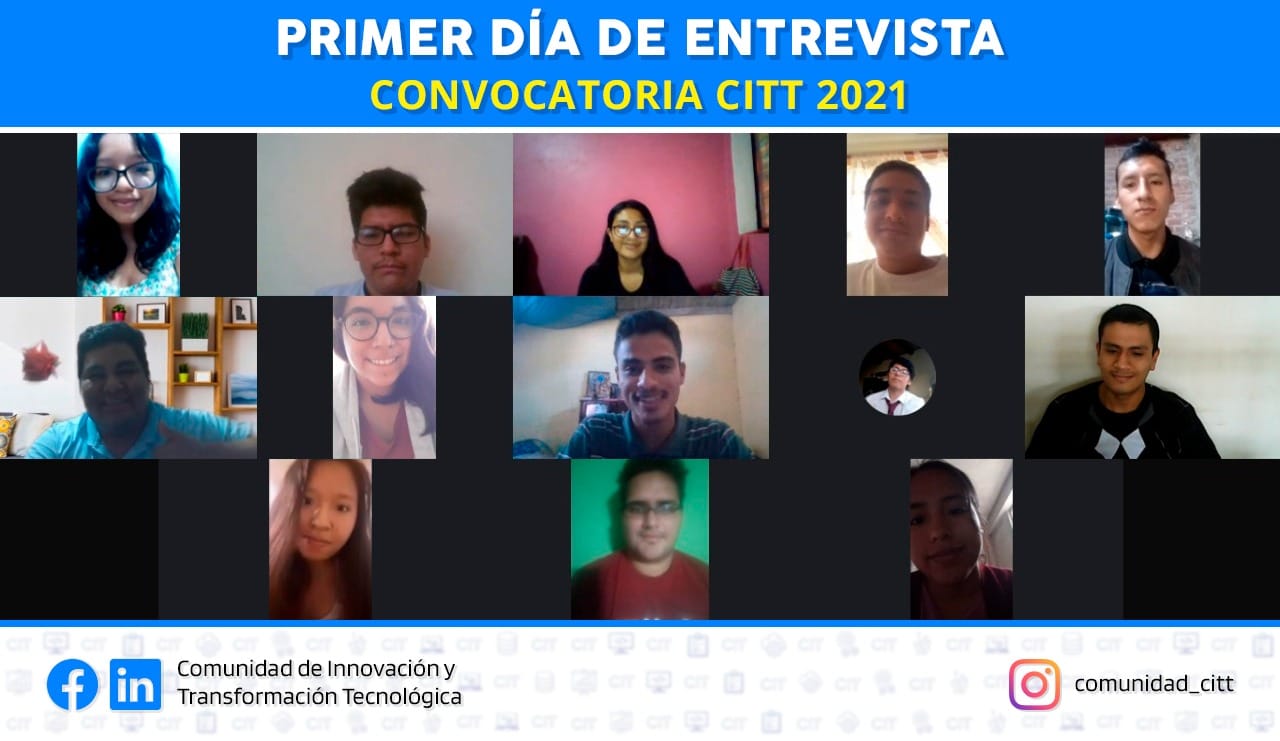 PRIMER DÍA DE ENTREVISTA
CONVOCATORIA CITT 2021
Comunidad de Innovación y
Transformación Tecnológica
comunidad_citt